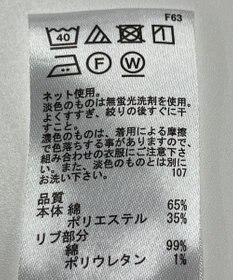 F63
40
F W
ネット使用。
淡色のものは無蛍光洗剤を使用。
よくすすぎ、絞りの後すぐに干
すこと。
濃色のものは、着用による摩擦
で色落ちする事がありますので、
組み合わせの衣服にご注意下さ
い。また、淡色のものとは別に
お洗い下さい。 107
品質
本体 綿 65%
ポリエステル 35%
リブ部分
綿 99%
ポリウレタン 1%